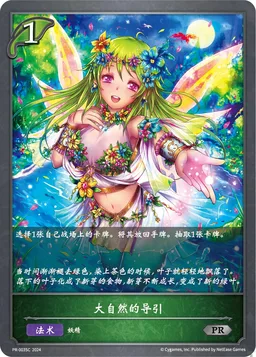 1
选择1张自己战场上的卡牌。将其放回手牌。抽取1张卡牌。
当时间渐渐褪去绿色,染上茶色的时候,叶子就轻轻地飘落了。
落下的叶子化成了新芽的食物,新芽不断成长,变成了新的绿叶。
大自然的导引
法术 妖精
PR
PR-003SC 2024
© Cygames, Inc. Published by NetEase Games